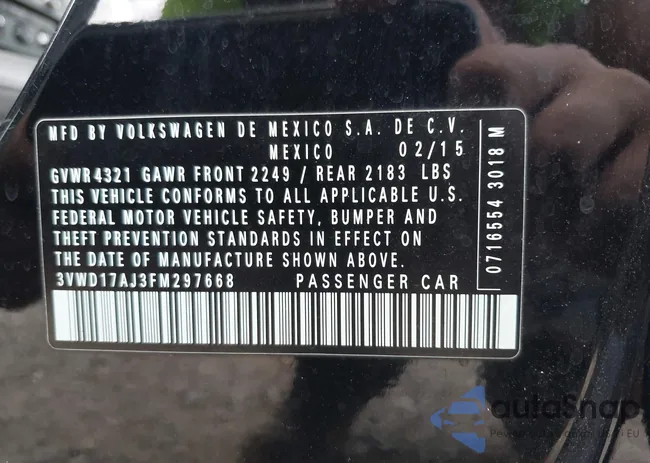 MFD BY VOLKSWAGEN DE MEXICO S.A. DE C.V.
MEXICO 02/15
GVWR4321 GAWR FRONT 2249 / REAR 2183 LBS
THIS VEHICLE CONFORMS TO ALL APPLICABLE U.S.
FEDERAL MOTOR VEHICLE SAFETY, BUMPER AND
THEFT PREVENTION STANDARDS IN EFFECT ON
THE DATE OF MANUFACTURE SHOWN ABOVE.
3VWD17AJ3FM297668 PASSENGER CAR
0716554 3018 M
autoSnap